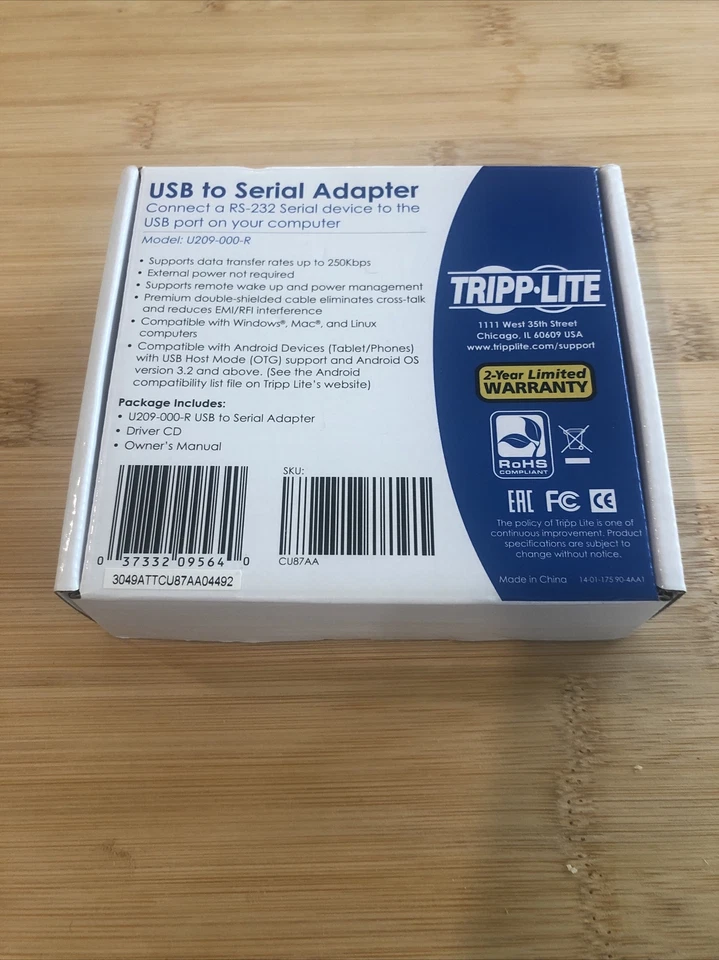 USB to Serial Adapter
Connect a RS-232 Serial device to the
USB port on your computer
Model: U209-000-R
• Supports data transfer rates up to 250Kbps
• External power not required
• Supports remote wake up and power management
• Premium double-shielded cable eliminates cross-talk
and reduces EMI/RFI interference
• Compatible with Windows®, Mac®, and Linux
computers
• Compatible with Android Devices (Tablet/Phones)
with USB Host Mode (OTG) support and Android OS
version 3.2 and above. (See the Android
compatibility list file on Tripp Lite's website)
Package Includes:
• U209-000-R USB to Serial Adapter
• Driver CD
• Owner's Manual
0 37332 09564 0
3049ATTCU87AA04492
SKU:
CU87AA
TRIPP·LITE
1111 West 35th Street
Chicago, IL 60609 USA
www.tripplite.com/support
2-Year Limited
WARRANTY
RoHS
COMPLIANT
EAC FC CE
The policy of Tripp Lite is one of
continuous improvement. Product
specifications are subject to
change without notice.
Made in China 14-01-175 90-4AA1